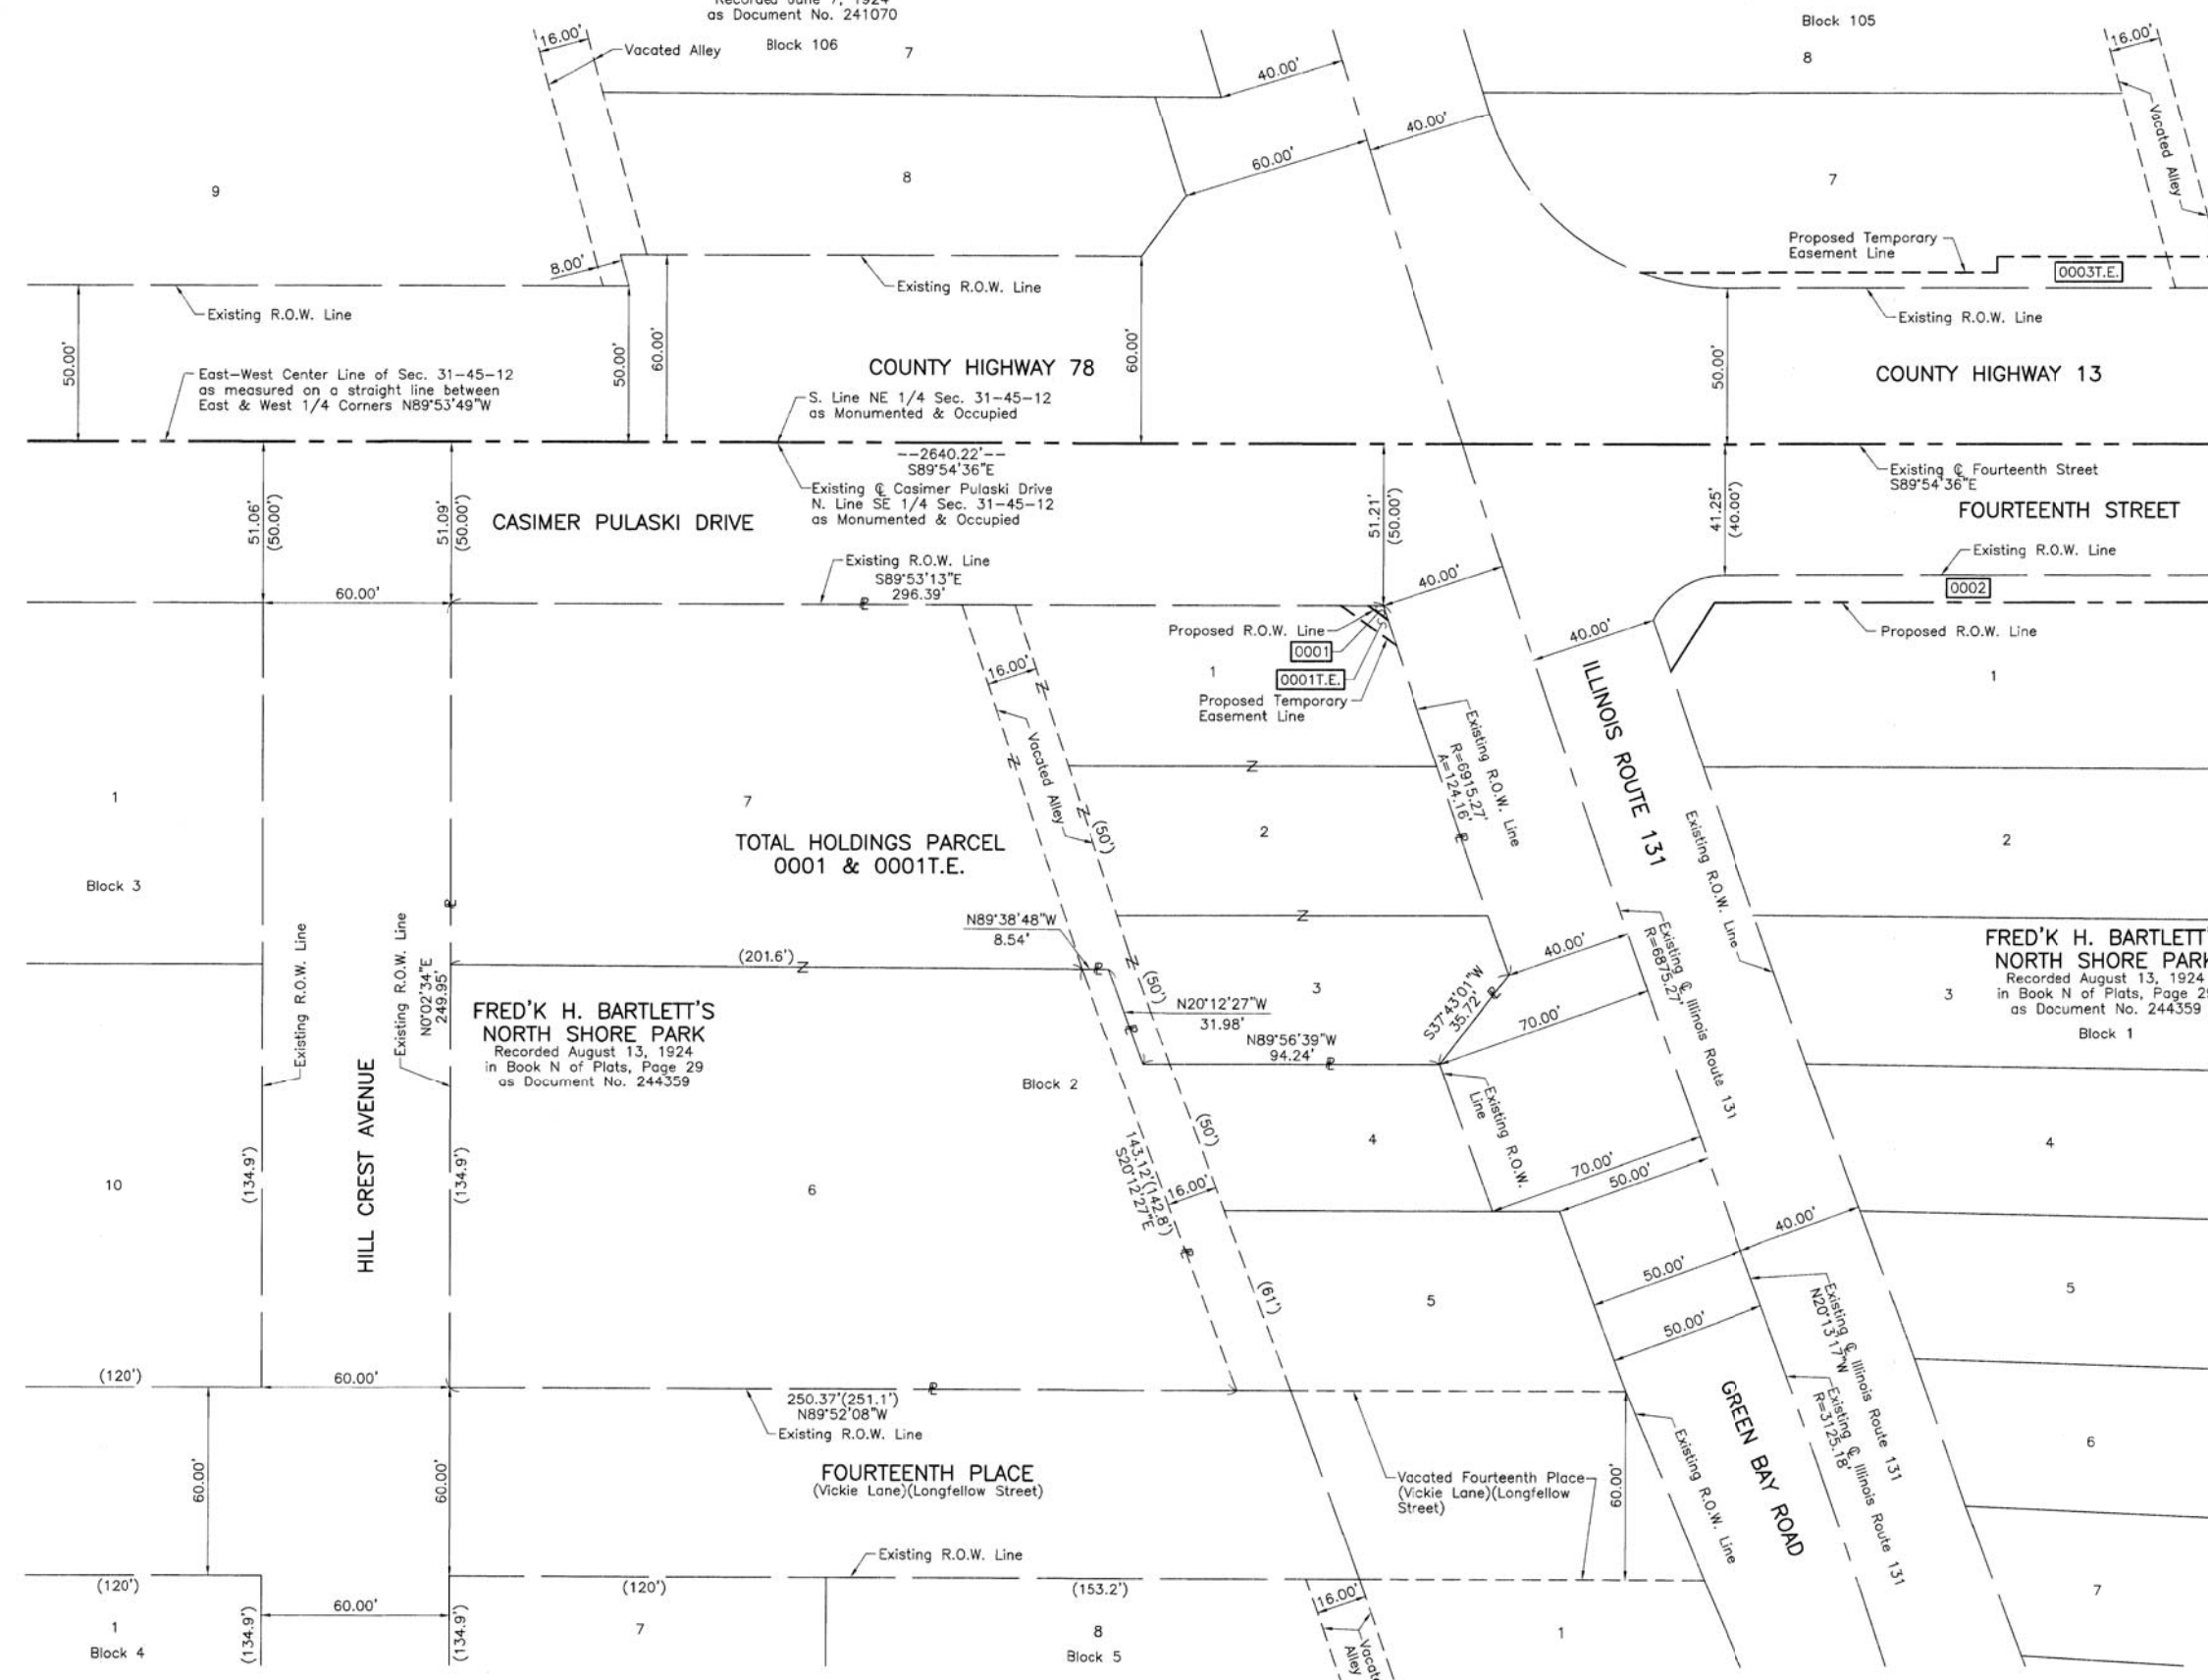 Recorded June 7, 1924
as Document No. 241070
Block 106
Block 105
16.00'
Vacated Alley
7
40.00'
8
16.00'
Vacated Alley
40.00'
60.00'
9
8
7
8.00'
Existing R.O.W. Line
Existing R.O.W. Line
Proposed Temporary
Easement Line
0003T.E.
Existing R.O.W. Line
50.00'
50.00'
60.00'
60.00'
50.00'
COUNTY HIGHWAY 78
COUNTY HIGHWAY 13
East-West Center Line of Sec. 31-45-12
as measured on a straight line between
East & West 1/4 Corners N89°53'49"W
S. Line NE 1/4 Sec. 31-45-12
as Monumented & Occupied
--2640.22'--
S89°54'36"E
Existing ℄ Casimer Pulaski Drive
N. Line SE 1/4 Sec. 31-45-12
as Monumented & Occupied
Existing ℄ Fourteenth Street
S89°54'36"E
51.06'
(50.00')
51.09'
(50.00')
CASIMER PULASKI DRIVE
51.21'
(50.00')
41.25'
(40.00')
FOURTEENTH STREET
Existing R.O.W. Line
S89°53'13"E
296.39'
Existing R.O.W. Line
0002
60.00'
40.00'
Proposed R.O.W. Line
0001
5'
0001T.E.
Proposed Temporary
Easement Line
40.00'
Proposed R.O.W. Line
16.00'
Vacated Alley
1
1
Existing R.O.W. Line
R=6915.27'
A=124.16'
ILLINOIS ROUTE 131
1
7
TOTAL HOLDINGS PARCEL
0001 & 0001T.E.
(50')
2
Existing R.O.W. Line
2
Block 3
N89°38'48"W
8.54'
(201.6')
Existing R.O.W. Line
Existing R.O.W. Line
N0°02'34"E
249.95'
FRED'K H. BARTLETT'S
NORTH SHORE PARK
Recorded August 13, 1924
in Book N of Plats, Page 29
as Document No. 244359
Block 2
(50')
N20°12'27"W
31.98'
N89°56'39"W
94.24'
3
S37°43'01"W
35.72'
40.00'
70.00'
Existing ℄ Illinois Route 131
R=6875.27'
3
FRED'K H. BARTLETT'
NORTH SHORE PARK
Recorded August 13, 1924
in Book N of Plats, Page 2
as Document No. 244359
Block 1
Existing R.O.W.
Line
10
(134.9')
HILL CREST AVENUE
(134.9')
6
143.12'(142.8')
S20°12'27"E
(50')
16.00'
4
70.00'
50.00'
4
40.00'
(61')
5
50.00'
50.00'
Existing ℄ Illinois Route 131
N20°13'17"W
5
(120')
60.00'
250.37'(251.1')
N89°52'08"W
Existing R.O.W. Line
Existing ℄ Illinois Route 131
R=3125.18'
GREEN BAY ROAD
6
60.00'
60.00'
FOURTEENTH PLACE
(Vickie Lane)(Longfellow Street)
Vacated Fourteenth Place
(Vickie Lane)(Longfellow
Street)
60.00'
Existing R.O.W. Line
Existing R.O.W. Line
(120')
(120')
(153.2')
16.00'
60.00'
(134.9')
(134.9')
1
Block 4
7
8
Block 5
Alley
1
7